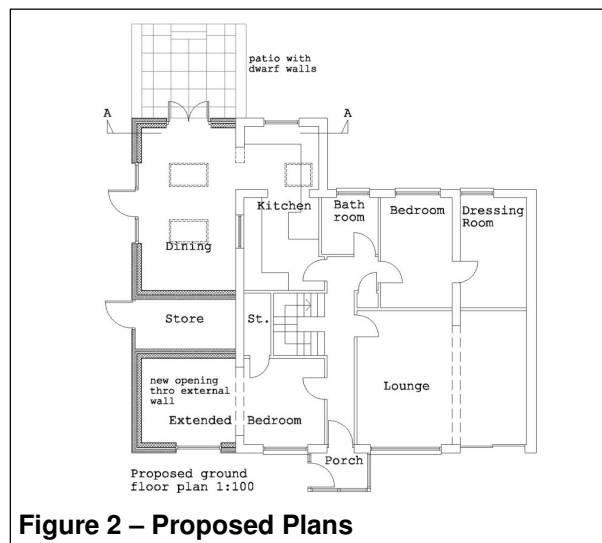 patio with
dwarf walls
A
A
Kitchen
Bath
room
Bedroom
Dressing
Room
Dining
Store
St.
Lounge
new opening
thro external
wall
Extended Bedroom
Porch
Proposed ground
floor plan 1:100
Figure 2 – Proposed Plans